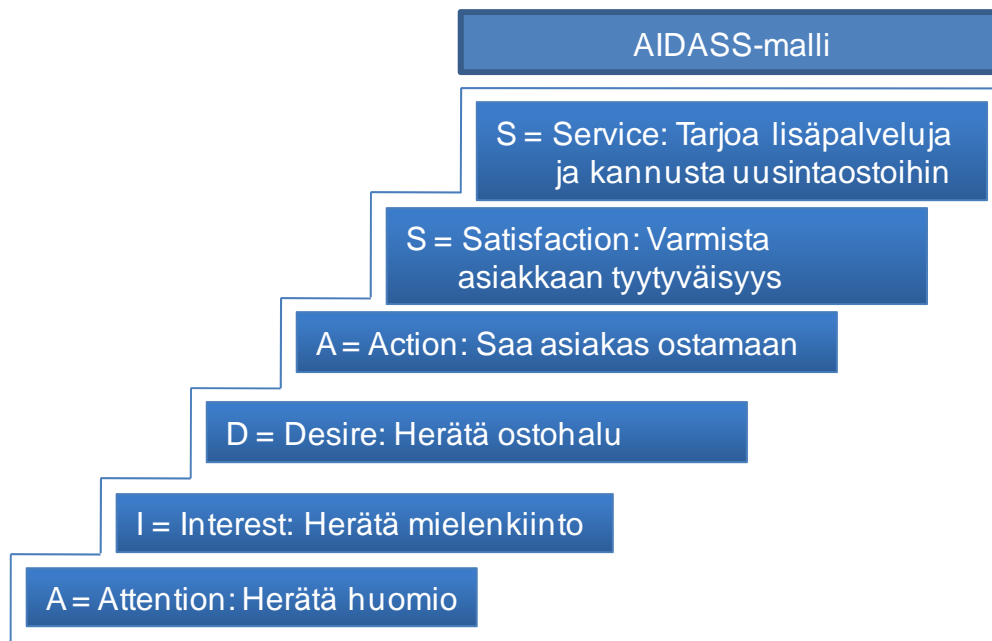 AIDASS-malli
S = Service: Tarjoa lisäpalveluja
ja kannusta uusintaostoihin
S = Satisfaction: Varmista
asiakkaan tyytyväisyys
A = Action: Saa asiakas ostamaan
D = Desire: Herätä ostohalu
I = Interest: Herätä mielenkiinto
A = Attention: Herätä huomio